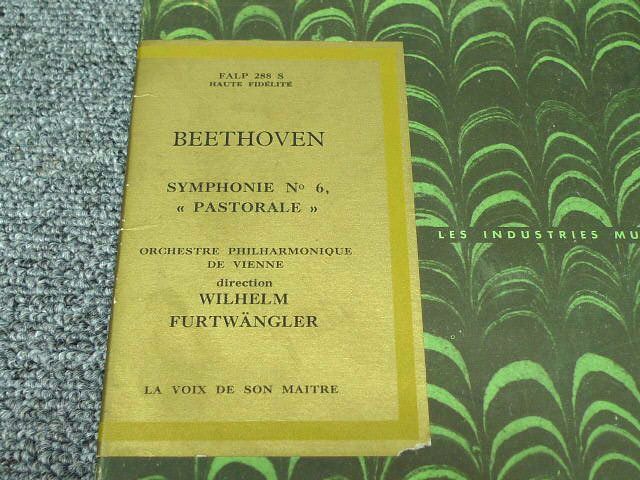 FALP 288 S
HAUTE FIDÉLITÉ
BEETHOVEN
SYMPHONIE Nº 6,
« PASTORALE »
ORCHESTRE PHILHARMONIQUE
DE VIENNE
direction
WILHELM
FURTWÄNGLER
LA VOIX DE SON MAITRE
LES INDUSTRIES MU